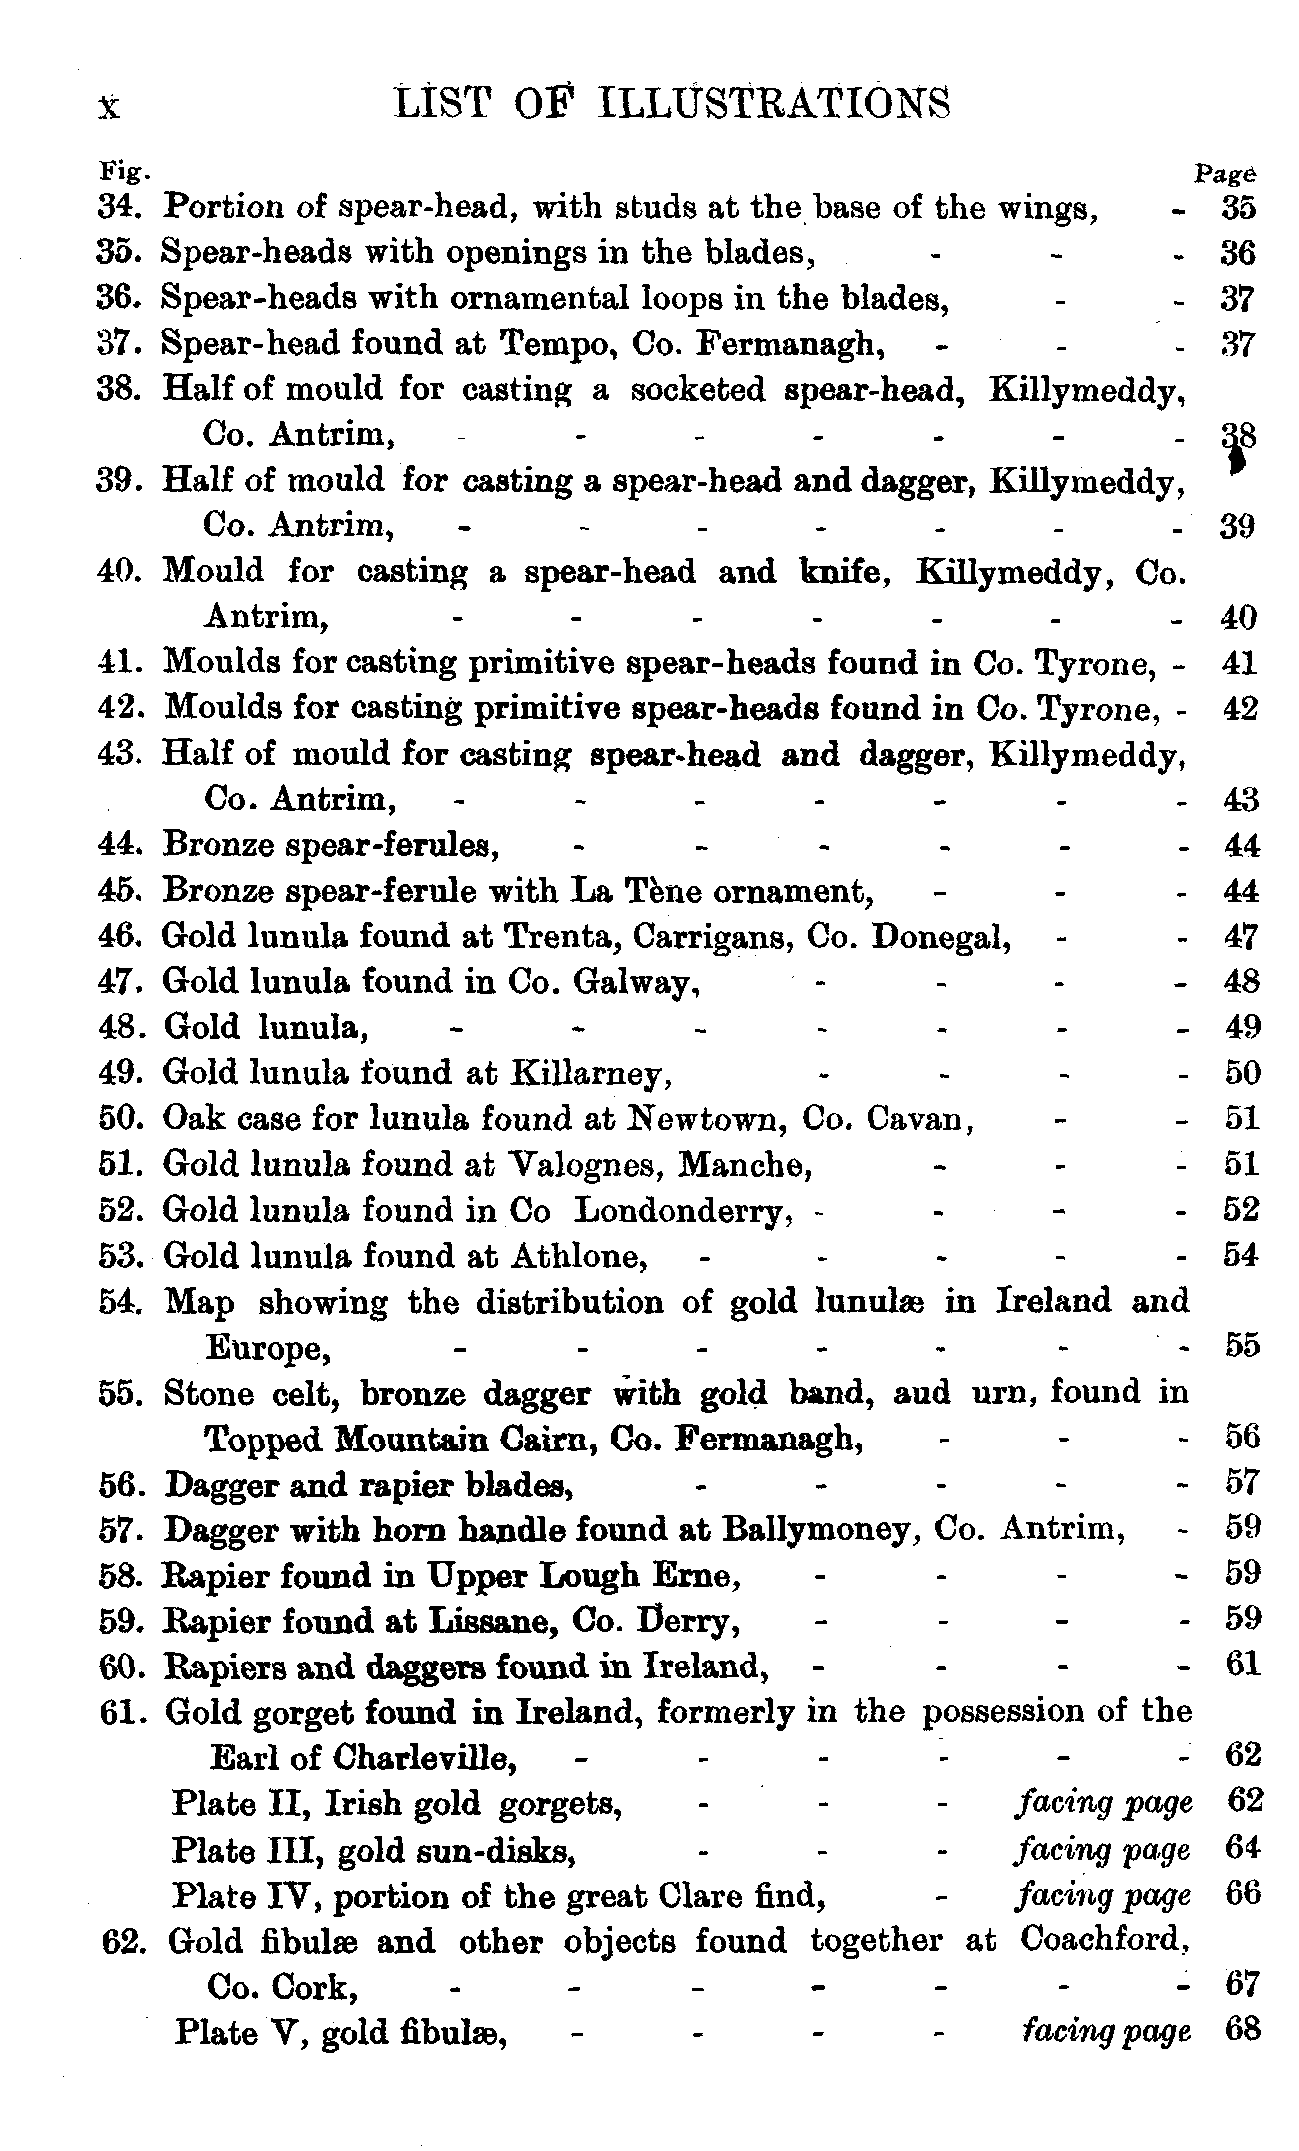 x LIST OF ILLUSTRATIONS
Fig. Page
34. Portion of spear-head, with studs at the base of the wings, - 35
35. Spear-heads with openings in the blades, - - - 36
36. Spear-heads with ornamental loops in the blades, - - 37
37. Spear-head found at Tempo, Co. Fermanagh, - - - 37
38. Half of mould for casting a socketed spear-head, Killymeddy,
Co. Antrim, - - - - - - - 38
39. Half of mould for casting a spear-head and dagger, Killymeddy,
Co. Antrim, - - - - - - - 39
40. Mould for casting a spear-head and knife, Killymeddy, Co.
Antrim, - - - - - - - 40
41. Moulds for casting primitive spear-heads found in Co. Tyrone, - 41
42. Moulds for casting primitive spear-heads found in Co. Tyrone, - 42
43. Half of mould for casting spear-head and dagger, Killymeddy,
Co. Antrim, - - - - - - - 43
44. Bronze spear-ferules, - - - - - - 44
45. Bronze spear-ferule with La Tène ornament, - - - 44
46. Gold lunula found at Trenta, Carrigans, Co. Donegal, - - 47
47. Gold lunula found in Co. Galway, - - - - 48
48. Gold lunula, - - - - - - - 49
49. Gold lunula found at Killarney, - - - - 50
50. Oak case for lunula found at Newtown, Co. Cavan, - - 51
51. Gold lunula found at Valognes, Manche, - - - 51
52. Gold lunula found in Co Londonderry, - - - - 52
53. Gold lunula found at Athlone, - - - - - 54
54. Map showing the distribution of gold lunulæ in Ireland and
Europe, - - - - - - - 55
55. Stone celt, bronze dagger with gold band, aud urn, found in
Topped Mountain Cairn, Co. Fermanagh, - - - 56
56. Dagger and rapier blades, - - - - - 57
57. Dagger with horn handle found at Ballymoney, Co. Antrim, - 59
58. Rapier found in Upper Lough Erne, - - - - 59
59. Rapier found at Lissane, Co. Derry, - - - - 59
60. Rapiers and daggers found in Ireland, - - - - 61
61. Gold gorget found in Ireland, formerly in the possession of the
Earl of Charleville, - - - - - - 62
Plate II, Irish gold gorgets, - - - facing page 62
Plate III, gold sun-disks, - - - facing page 64
Plate IV, portion of the great Clare find, - facing page 66
62. Gold fibulæ and other objects found together at Coachford,
Co. Cork, - - - - - - - 67
Plate V, gold fibulæ, - - - - facing page 68